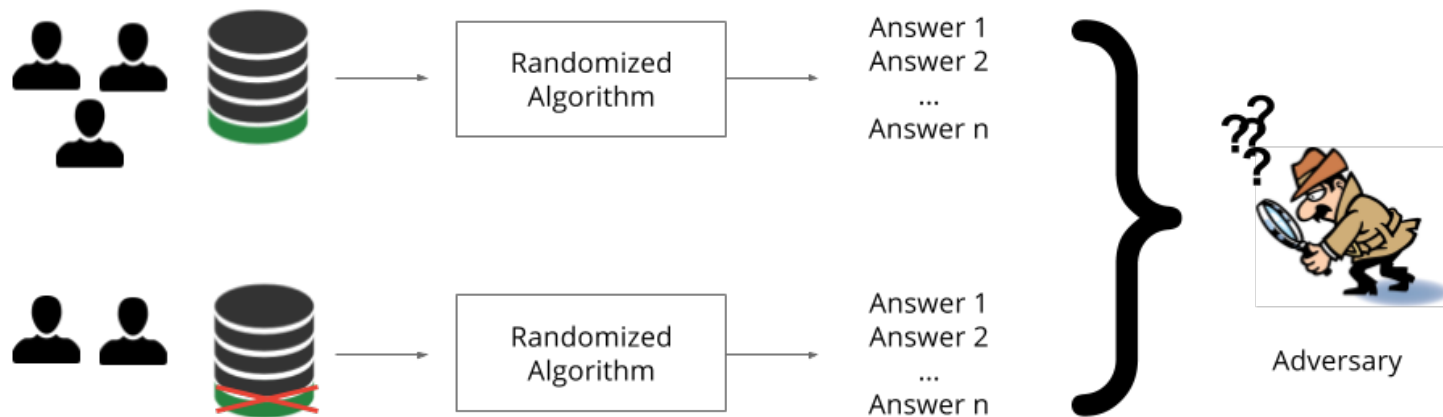 Randomized
Algorithm
Answer 1
Answer 2
...
Answer n
????
Randomized
Algorithm
Answer 1
Answer 2
...
Answer n
Adversary